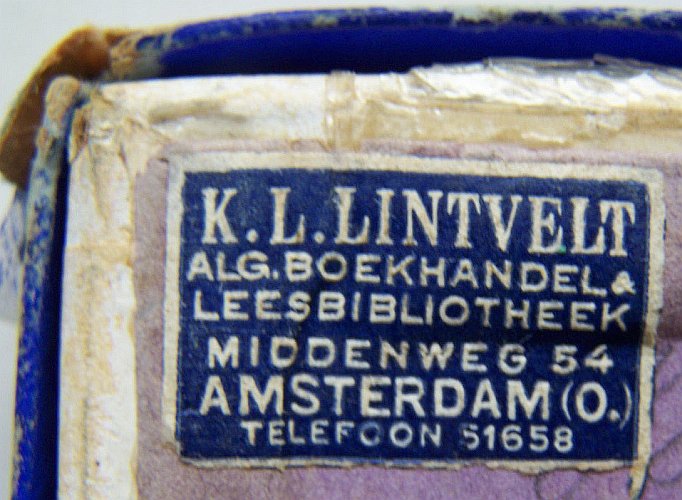 K.L.LINTVELT
ALG.BOEKHANDEL&
LEESBIBLIOTHEEK
MIDDENWEG 54
AMSTERDAM (O.)
TELEFOON 51658